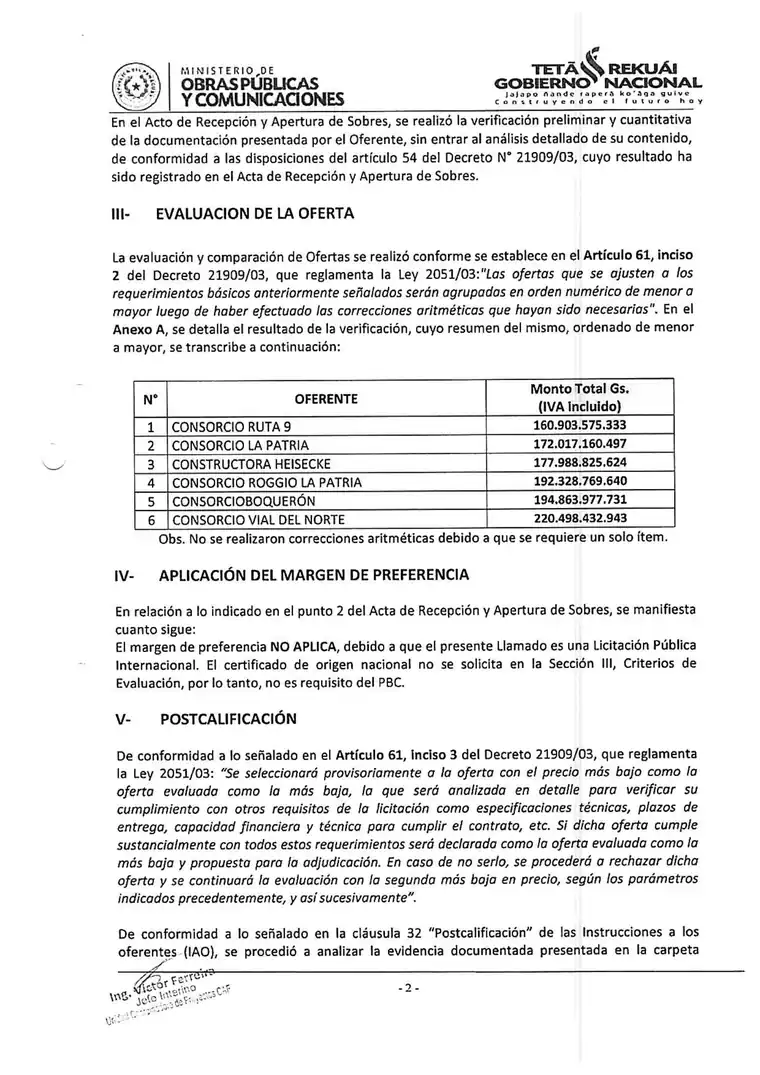 MINISTERIO DE
OBRAS PÚBLICAS
Y COMUNICACIONES
TETÃ REKUÁI
GOBIERNO NACIONAL
Jajapo ñande raperã ko'ãga guive
Construyendo el futuro hoy
En el Acto de Recepción y Apertura de Sobres, se realizó la verificación preliminar y cuantitativa
de la documentación presentada por el Oferente, sin entrar al análisis detallado de su contenido,
de conformidad a las disposiciones del artículo 54 del Decreto N° 21909/03, cuyo resultado ha
sido registrado en el Acta de Recepción y Apertura de Sobres.
III- EVALUACION DE LA OFERTA
La evaluación y comparación de Ofertas se realizó conforme se establece en el Artículo 61, inciso
2 del Decreto 21909/03, que reglamenta la Ley 2051/03:"Las ofertas que se ajusten a los
requerimientos básicos anteriormente señalados serán agrupadas en orden numérico de menor a
mayor luego de haber efectuado las correcciones aritméticas que hayan sido necesarias". En el
Anexo A, se detalla el resultado de la verificación, cuyo resumen del mismo, ordenado de menor
a mayor, se transcribe a continuación:
N° OFERENTE Monto Total Gs.
(IVA Incluido)
1 CONSORCIO RUTA 9 160.903.575.333
2 CONSORCIO LA PATRIA 172.017.160.497
3 CONSTRUCTORA HEISECKE 177.988.825.624
4 CONSORCIO ROGGIO LA PATRIA 192.328.769.640
5 CONSORCIOBOQUERÓN 194.863.977.731
6 CONSORCIO VIAL DEL NORTE 220.498.432.943
Obs. No se realizaron correcciones aritméticas debido a que se requiere un solo ítem.
IV- APLICACIÓN DEL MARGEN DE PREFERENCIA
En relación a lo indicado en el punto 2 del Acta de Recepción y Apertura de Sobres, se manifiesta
cuanto sigue:
El margen de preferencia NO APLICA, debido a que el presente Llamado es una Licitación Pública
Internacional. El certificado de origen nacional no se solicita en la Sección III, Criterios de
Evaluación, por lo tanto, no es requisito del PBC.
V- POSTCALIFICACIÓN
De conformidad a lo señalado en el Artículo 61, inciso 3 del Decreto 21909/03, que reglamenta
la Ley 2051/03: "Se seleccionará provisoriamente a la oferta con el precio más bajo como la
oferta evaluada como la más baja, la que será analizada en detalle para verificar su
cumplimiento con otros requisitos de la licitación como especificaciones técnicas, plazos de
entrega, capacidad financiera y técnica para cumplir el contrato, etc. Si dicha oferta cumple
sustancialmente con todos estos requerimientos será declarada como la oferta evaluada como la
más baja y propuesta para la adjudicación. En caso de no serlo, se procederá a rechazar dicha
oferta y se continuará la evaluación con la segunda más baja en precio, según los parámetros
indicados precedentemente, y así sucesivamente".
De conformidad a lo señalado en la cláusula 32 "Postcalificación" de las Instrucciones a los
oferentes (IAO), se procedió a analizar la evidencia documentada presentada en la carpeta
Ing. Víctor Ferreira
Jefe Interino
de Proyectos CAF
- 2 -